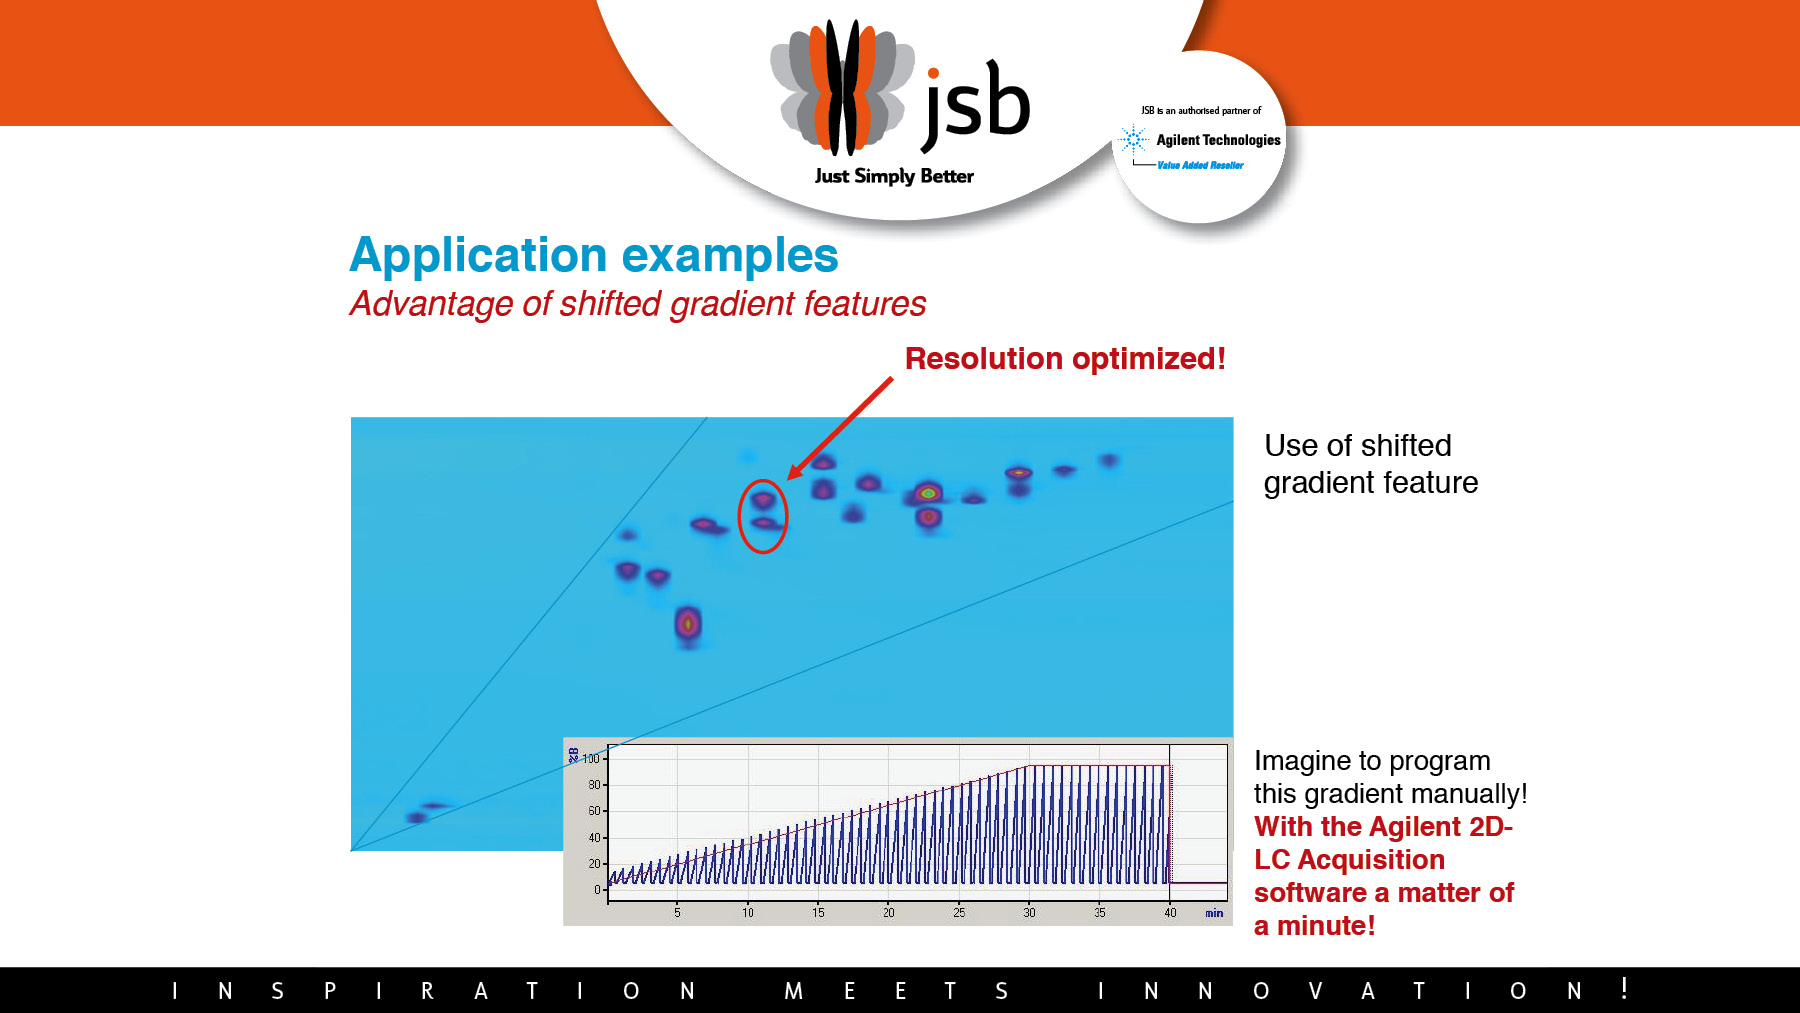 jsb
Just Simply Better
JSB is an authorised partner of
Agilent Technologies
Value Added Reseller
Application examples
Advantage of shifted gradient features
Resolution optimized!
Use of shifted
gradient feature
%B
100
80
60
40
20
0
5 10 15 20 25 30 35 40 min
Imagine to program
this gradient manually!
With the Agilent 2D-
LC Acquisition
software a matter of
a minute!
INSPIRATION MEETS INNOVATION!